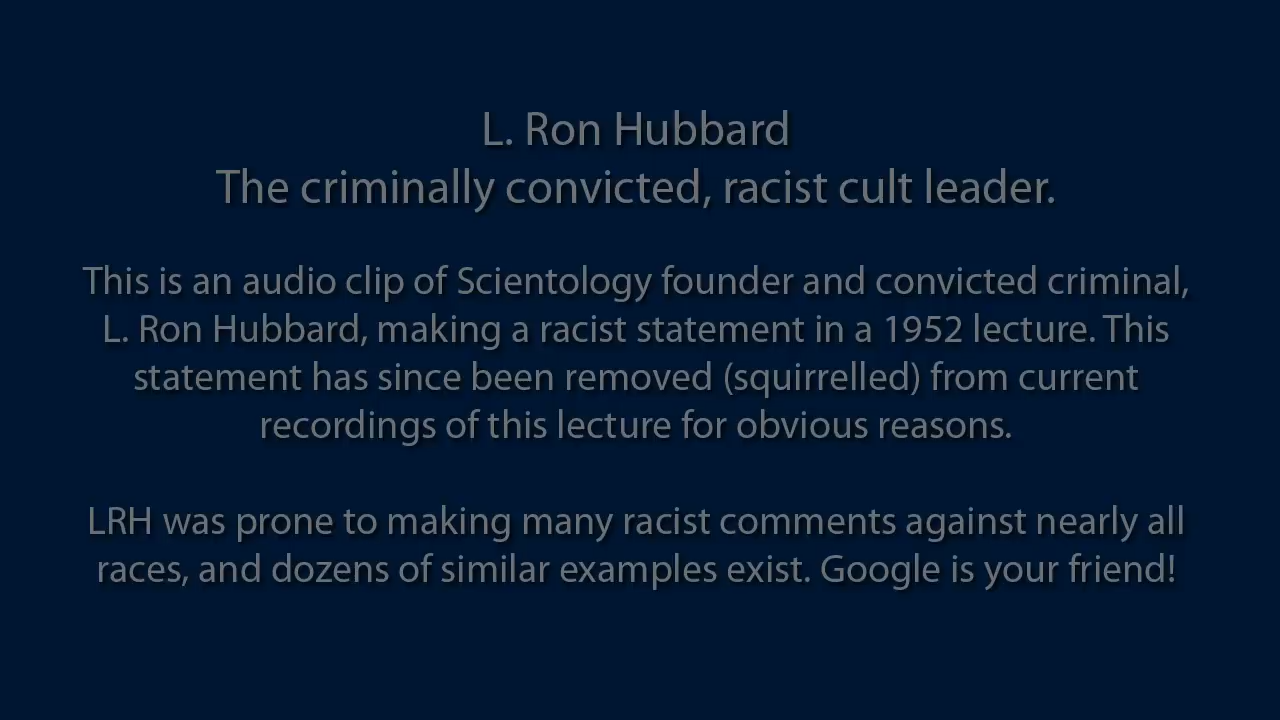 L. Ron Hubbard
The criminally convicted, racist cult leader.
This is an audio clip of Scientology founder and convicted criminal,
L. Ron Hubbard, making a racist statement in a 1952 lecture. This
statement has since been removed (squirrelled) from current
recordings of this lecture for obvious reasons.
LRH was prone to making many racist comments against nearly all
races, and dozens of similar examples exist. Google is your friend!